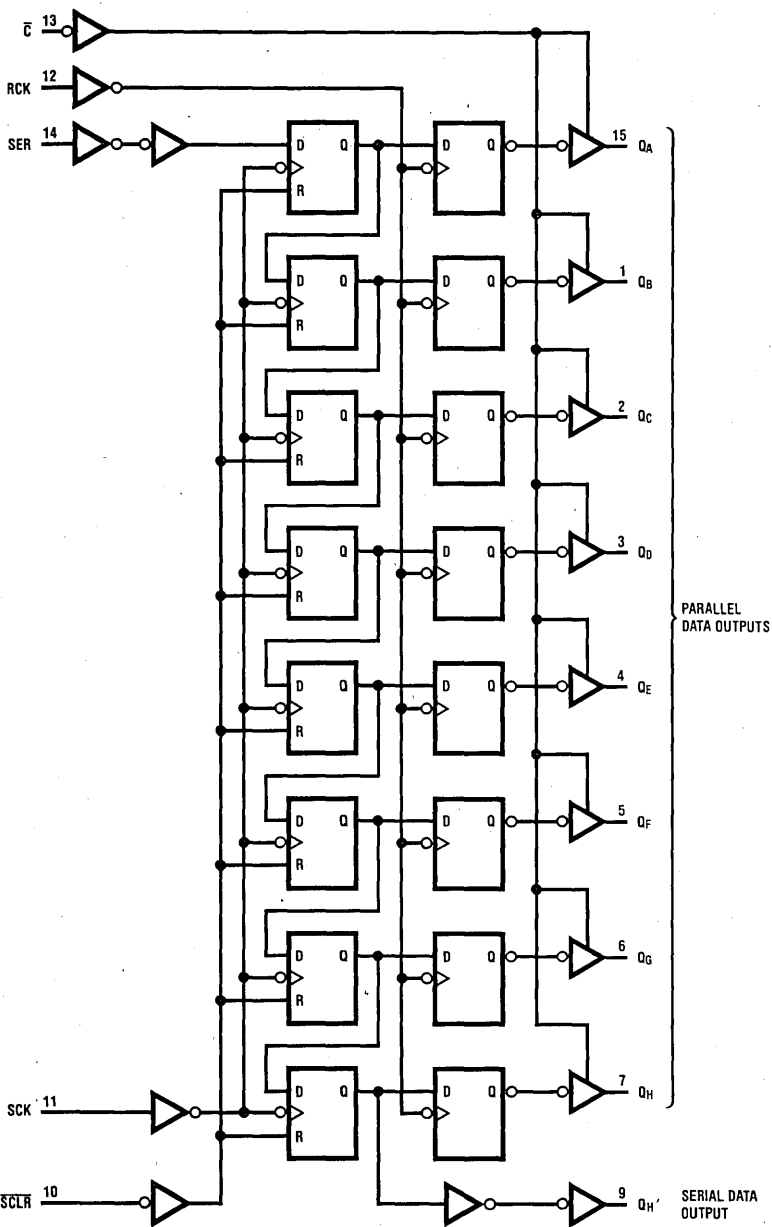 C̅ 13
RCK 12
SER 14
D Q D Q 15 QA
R
D Q D Q 1 QB
R
D Q D Q 2 QC
R
D Q D Q 3 QD
R
PARALLEL
DATA OUTPUTS
D Q D Q 4 QE
R
D Q D Q 5 QF
R
D Q D Q 6 QG
R
D Q D Q 7 QH
SCK 11
R
S̅C̅L̅R̅ 10
9 QH' SERIAL DATA
OUTPUT